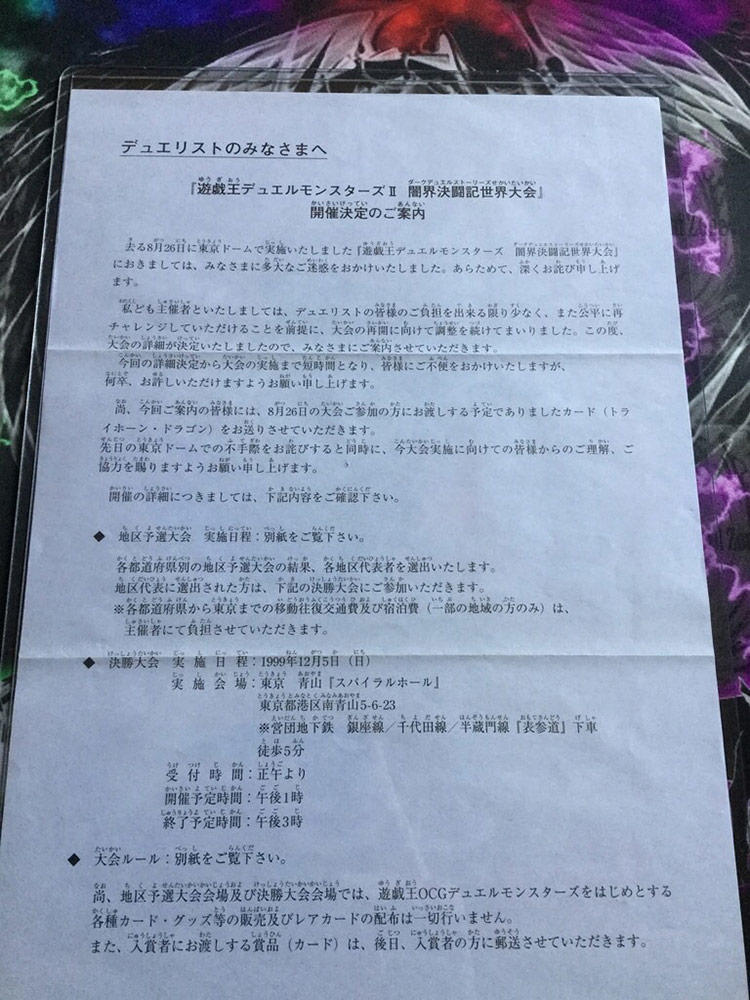 デュエリストのみなさまへ
『遊戯王デュエルモンスターズⅡ 闇界決闘記世界大会』
開催決定のご案内
去る8月26日に東京ドームで実施いたしました『遊戯王デュエルモンスターズ 闇界決闘記世界大会』
におきましては、みなさまに多大なご迷惑をおかけいたしました。あらためて、深くお詫び申し上げ
ます。
私ども主催者といたしましては、デュエリストの皆様のご負担を出来る限り少なく、また公平に再
チャレンジしていただけることを前提に、大会の再開に向けて調整を続けてまいりました。この度、
大会の詳細が決定いたしましたので、みなさまにご案内させていただきます。
今回の詳細決定から大会の実施まで短時間となり、皆様にご不便をおかけいたしますが、
何卒、お許しいただけますようお願い申し上げます。
尚、今回ご案内の皆様には、8月26日の大会ご参加の方にお渡しする予定でありましたカード（トラ
イホーン・ドラゴン）をお送りさせていただきます。
先日の東京ドームでの不手際をお詫びすると同時に、今大会実施に向けての皆様からのご理解、ご
協力を賜りますようお願い申し上げます。
開催の詳細につきましては、下記内容をご確認下さい。
◆ 地区予選大会 実施日程：別紙をご覧下さい。
各都道府県別の地区予選大会の結果、各地区代表者を選出いたします。
地区代表に選出された方は、下記の決勝大会にご参加いただきます。
※各都道府県から東京までの移動往復交通費及び宿泊費（一部の地域の方のみ）は、
主催者にて負担させていただきます。
◆ 決勝大会 実施日程：1999年12月5日（日）
実施会場：東京 青山『スパイラルホール』
東京都港区南青山5-6-23
※営団地下鉄 銀座線／千代田線／半蔵門線『表参道』下車
徒歩5分
受付時間：正午より
開催予定時間：午後1時
終了予定時間：午後3時
◆ 大会ルール：別紙をご覧下さい。
尚、地区予選大会会場及び決勝大会会場では、遊戯王OCGデュエルモンスターズをはじめとする
各種カード・グッズ等の販売及びレアカードの配布は一切行いません。
また、入賞者にお渡しする賞品（カード）は、後日、入賞者の方に郵送させていただきます。